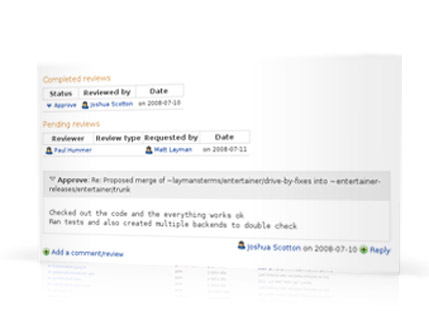 Completed reviews
Status Reviewed by Date
Approve Joshua Scotton on 2008-07-10
Pending reviews
Reviewer Review type Requested by Date
Paul Hummer Matt Layman on 2008-07-11
Approve: Re: Proposed merge of ~laymansterms/entertainer/drive-by-fixes into ~entertainer-
releases/entertainer/trunk
Checked out the code and the everything works ok
Ran tests and also created multiple backends to double check
Joshua Scotton on 2008-07-10 Reply
Add a comment/review